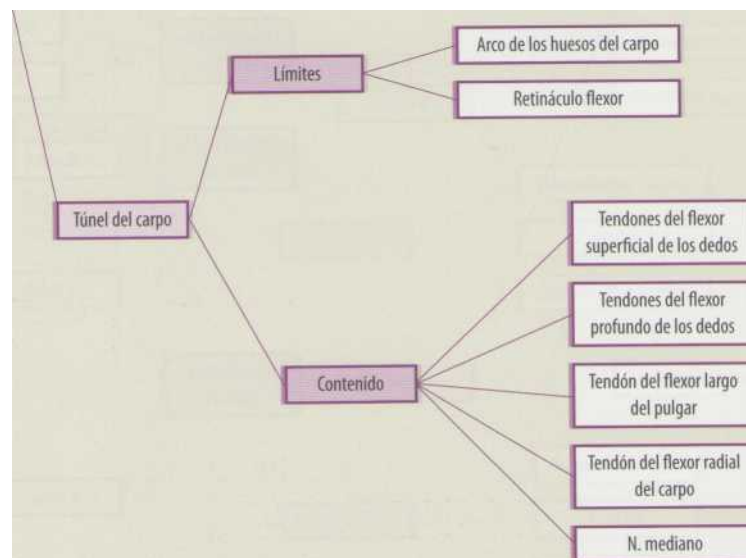 Arco de los huesos del carpo
Límites
Retináculo flexor
Túnel del carpo
Tendones del flexor
superficial de los dedos
Tendones del flexor
profundo de los dedos
Contenido
Tendón del flexor largo
del pulgar
Tendón del flexor radial
del carpo
N. mediano